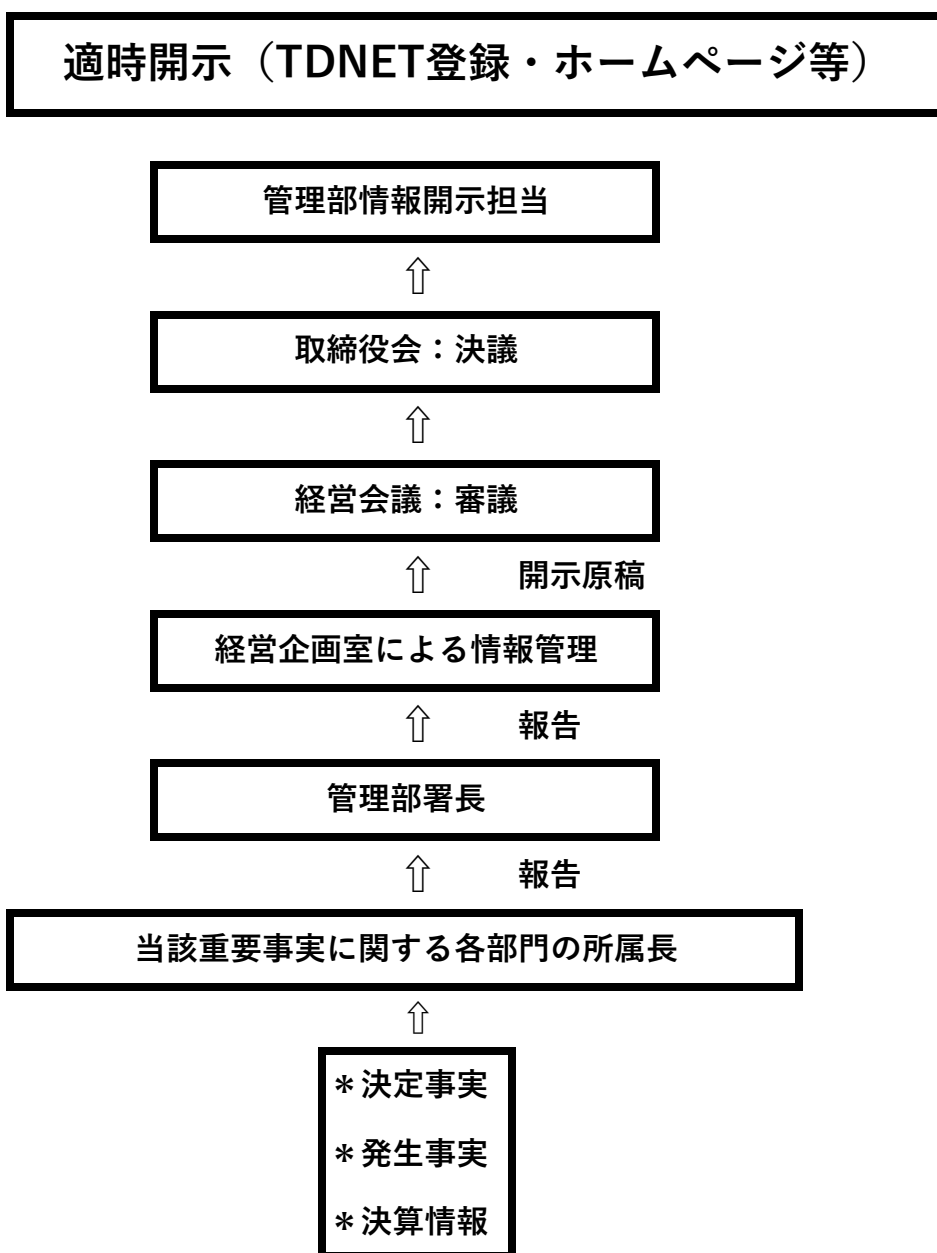 適時開示（TDNET登録・ホームページ等）
管理部情報開示担当
⇧
取締役会：決議
⇧
経営会議：審議
⇧ 開示原稿
経営企画室による情報管理
⇧ 報告
管理部署長
⇧ 報告
当該重要事実に関する各部門の所属長
⇧
＊決定事実
＊発生事実
＊決算情報